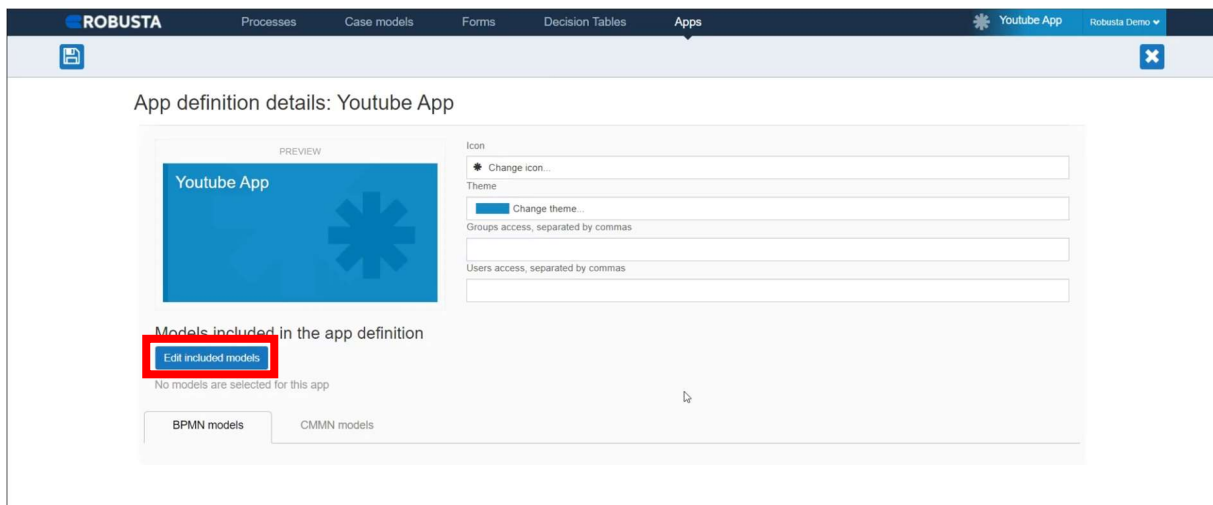 ROBUSTA Processes Case models Forms Decision Tables Apps Youtube App Robusta Demo
App definition details: Youtube App
PREVIEW
Youtube App
Icon
Change icon...
Theme
Change theme...
Groups access, separated by commas
Users access, separated by commas
Models included in the app definition
Edit included models
No models are selected for this app
BPMN models CMMN models